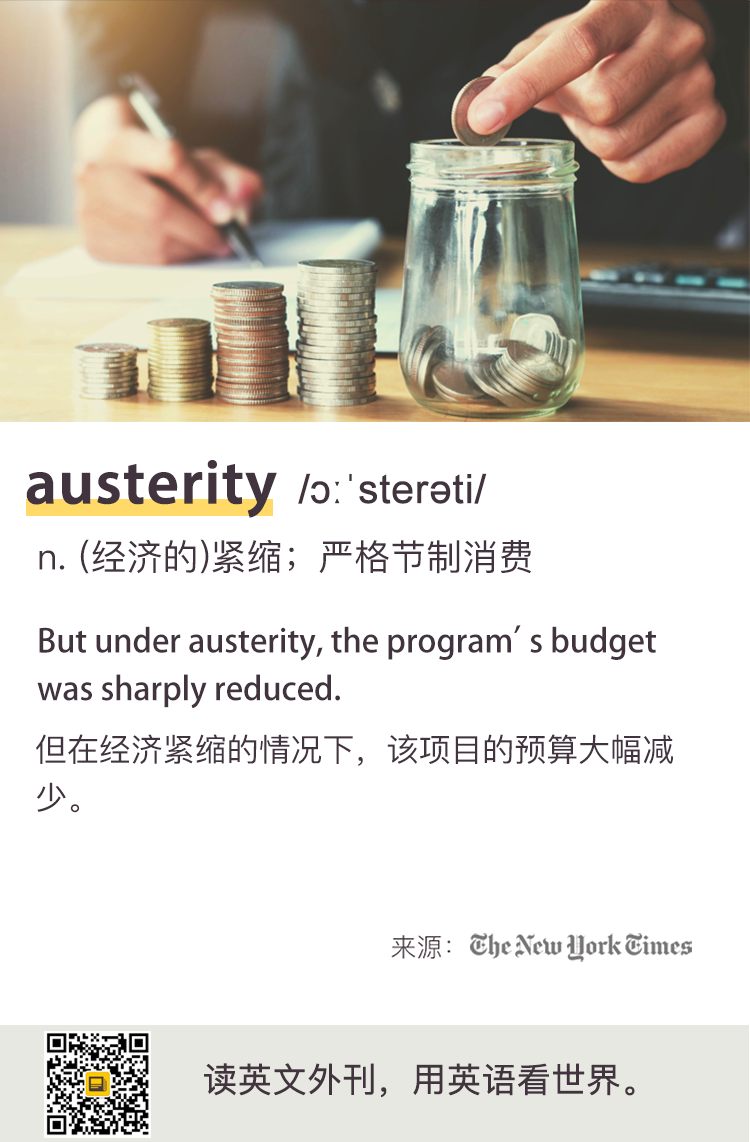 austerity /ɔːˈsterəti/
n. (经济的)紧缩；严格节制消费
But under austerity, the program′s budget
was sharply reduced.
但在经济紧缩的情况下，该项目的预算大幅减
少。
来源：The New York Times
读英文外刊，用英语看世界。